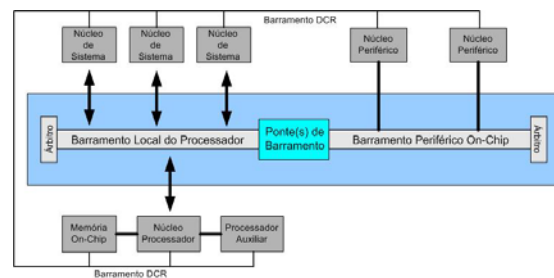 Barramento DCR
Núcleo
de
Sistema
Núcleo
de
Sistema
Núcleo
de
Sistema
Núcleo
Periférico
Núcleo
Periférico
Árbitro
Barramento Local do Processador
Ponte(s) de
Barramento
Barramento Periférico On-Chip
Árbitro
Memória
On-Chip
Núcleo
Processador
Processador
Auxiliar
Barramento DCR